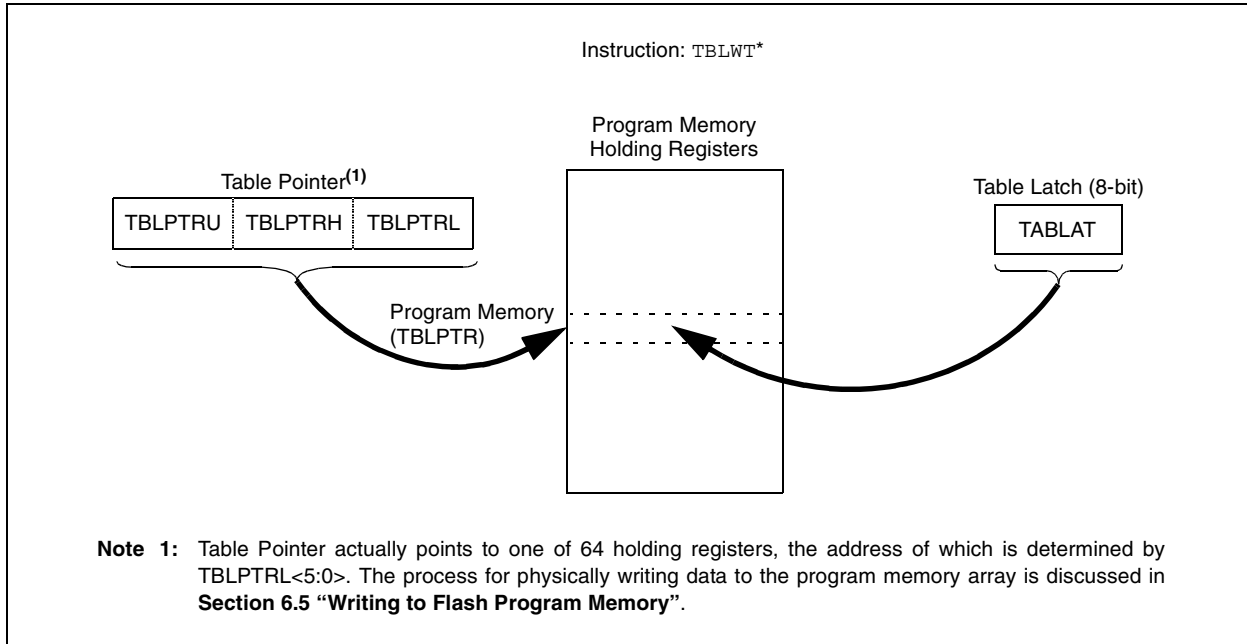 Instruction: TBLWT*
Program Memory
Holding Registers
Table Pointer(1)
Table Latch (8-bit)
TBLPTRU TBLPTRH TBLPTRL
TABLAT
Program Memory
(TBLPTR)
Note 1: Table Pointer actually points to one of 64 holding registers, the address of which is determined by
TBLPTRL<5:0>. The process for physically writing data to the program memory array is discussed in
Section 6.5 “Writing to Flash Program Memory”.